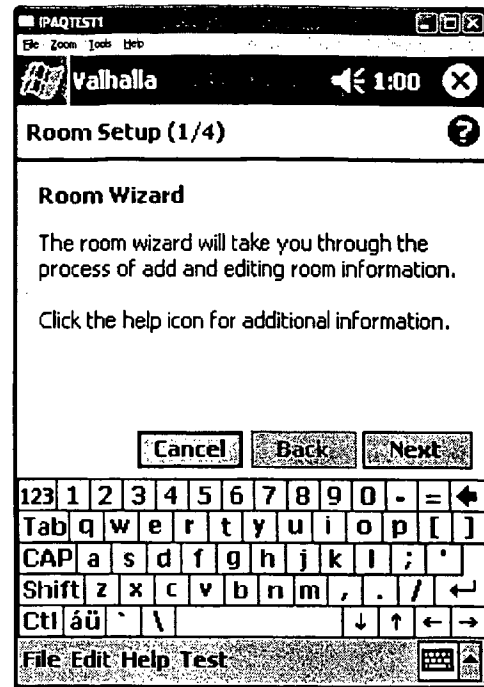 IPAQTEST1
File Zoom Tools Help
Valhalla 1:00
Room Setup (1/4) ?
Room Wizard
The room wizard will take you through the
process of add and editing room information.
Click the help icon for additional information.
Cancel Back Next
123 1 2 3 4 5 6 7 8 9 0 - = ←
Tab q w e r t y u i o p [ ]
CAP a s d f g h j k l ; '
Shift z x c v b n m , . / ↵
Ctl áü ` \ ↓ ↑ ← →
File Edit Help Test